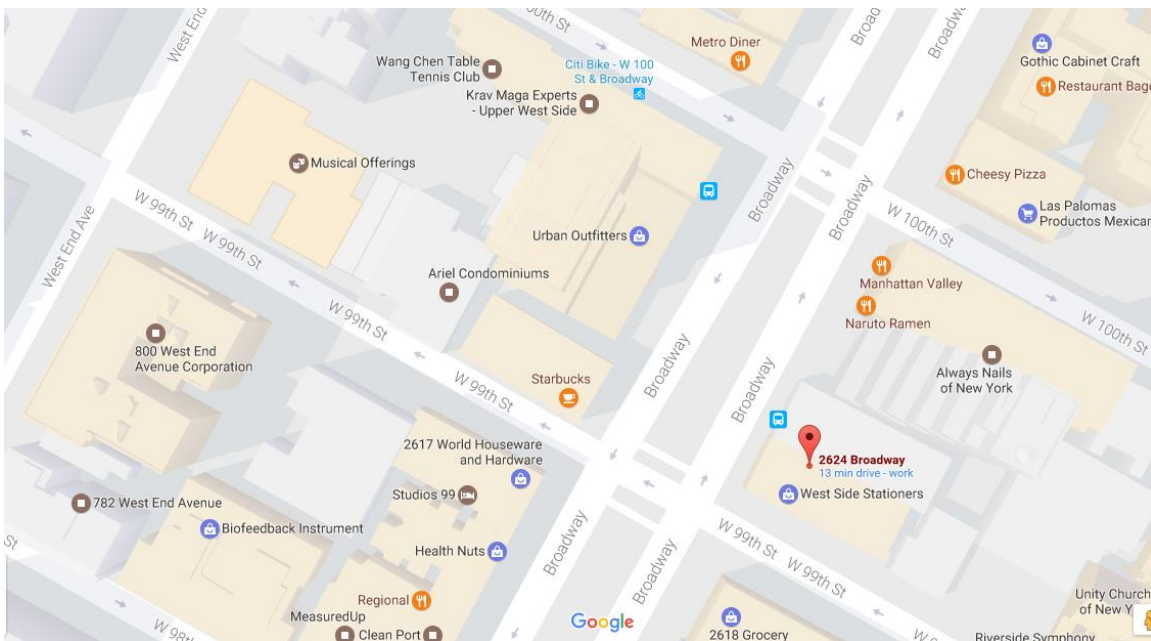 West End
100th St
Broadway
Broadway
Metro Diner
Gothic Cabinet Craft
Citi Bike - W 100
St & Broadway
Wang Chen Table
Tennis Club
Restaurant Bage
Krav Maga Experts
- Upper West Side
Musical Offerings
Cheesy Pizza
Broadway
Broadway
Las Palomas
Productos Mexican
W 99th St
W 99th St
West End Ave
W 100th St
Urban Outfitters
Ariel Condominiums
Manhattan Valley
Naruto Ramen
W 99th St
W 100th St
800 West End
Avenue Corporation
Broadway
Broadway
Always Nails
of New York
Starbucks
W 99th St
2617 World Houseware
and Hardware
2624 Broadway
13 min drive - work
Studios 99
West Side Stationers
782 West End Avenue
Biofeedback Instrument
Broadway
Broadway
W 99th St
W 99th St
St
Health Nuts
Regional
MeasuredUp
Clean Port
W 98th
Google
2618 Grocery
Unity Church
of New Y
Riverside Symphony